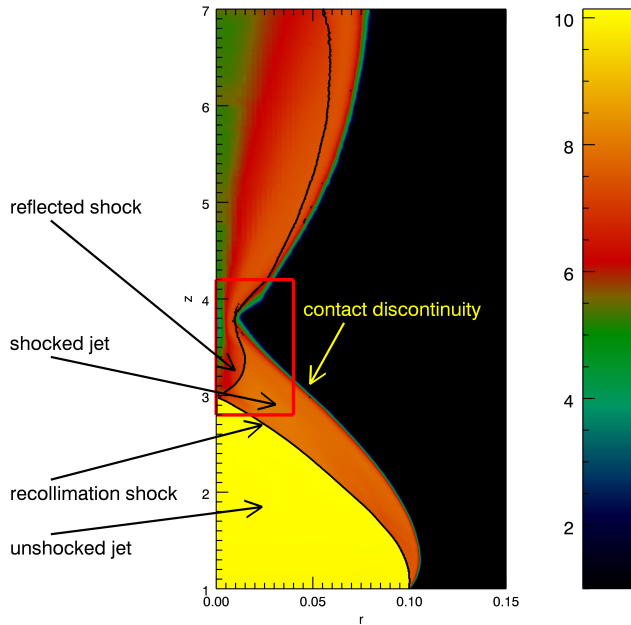 7
6
5
4
3
2
1
z
0.00
0.05
0.10
0.15
r
reflected shock
shocked jet
recollimation shock
unshocked jet
contact discontinuity
10
8
6
4
2